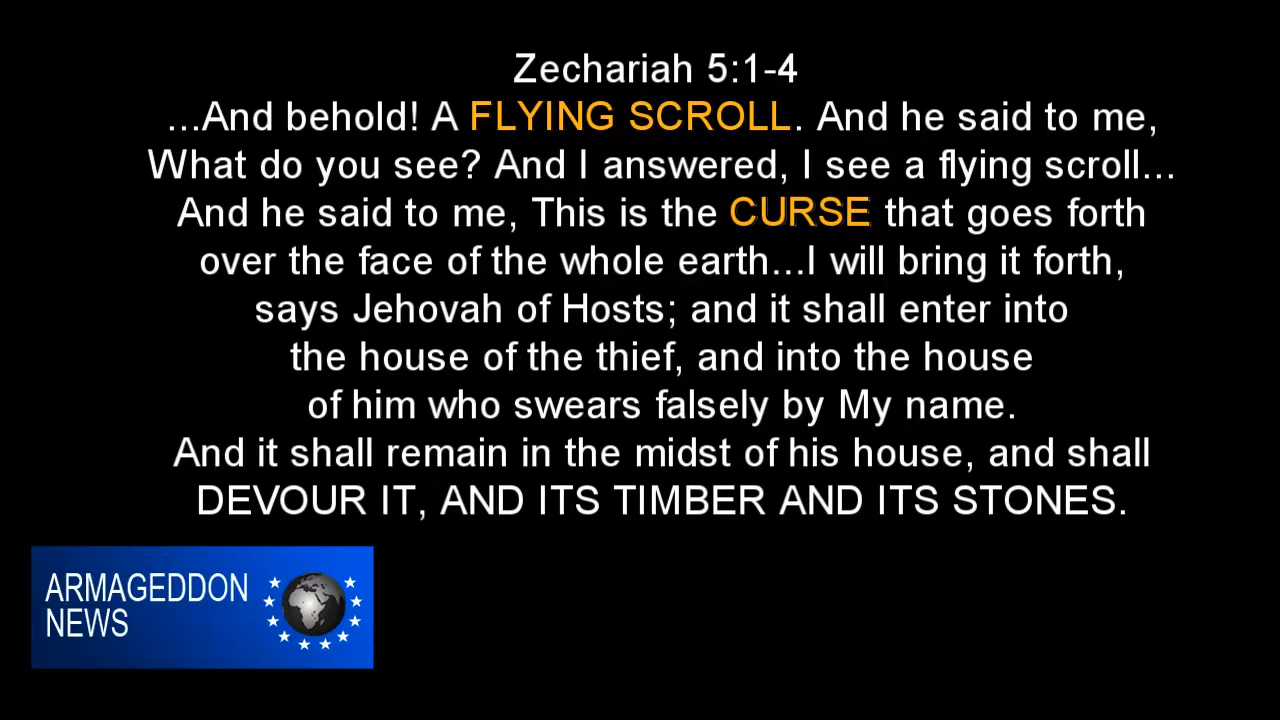 Zechariah 5:1-4
...And behold! A FLYING SCROLL. And he said to me,
What do you see? And I answered, I see a flying scroll...
And he said to me, This is the CURSE that goes forth
over the face of the whole earth...I will bring it forth,
says Jehovah of Hosts; and it shall enter into
the house of the thief, and into the house
of him who swears falsely by My name.
And it shall remain in the midst of his house, and shall
DEVOUR IT, AND ITS TIMBER AND ITS STONES.
ARMAGEDDON
NEWS